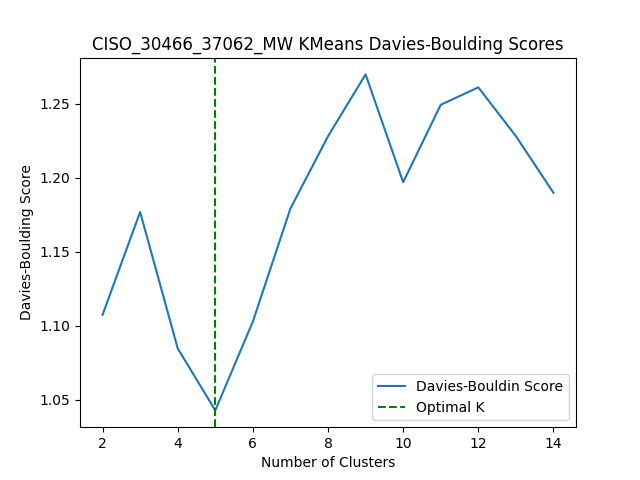 CISO_30466_37062_MW KMeans Davies-Boulding Scores
Davies-Boulding Score
1.25
1.20
1.15
1.10
1.05
Davies-Bouldin Score
Optimal K
2 4 6 8 10 12 14
Number of Clusters